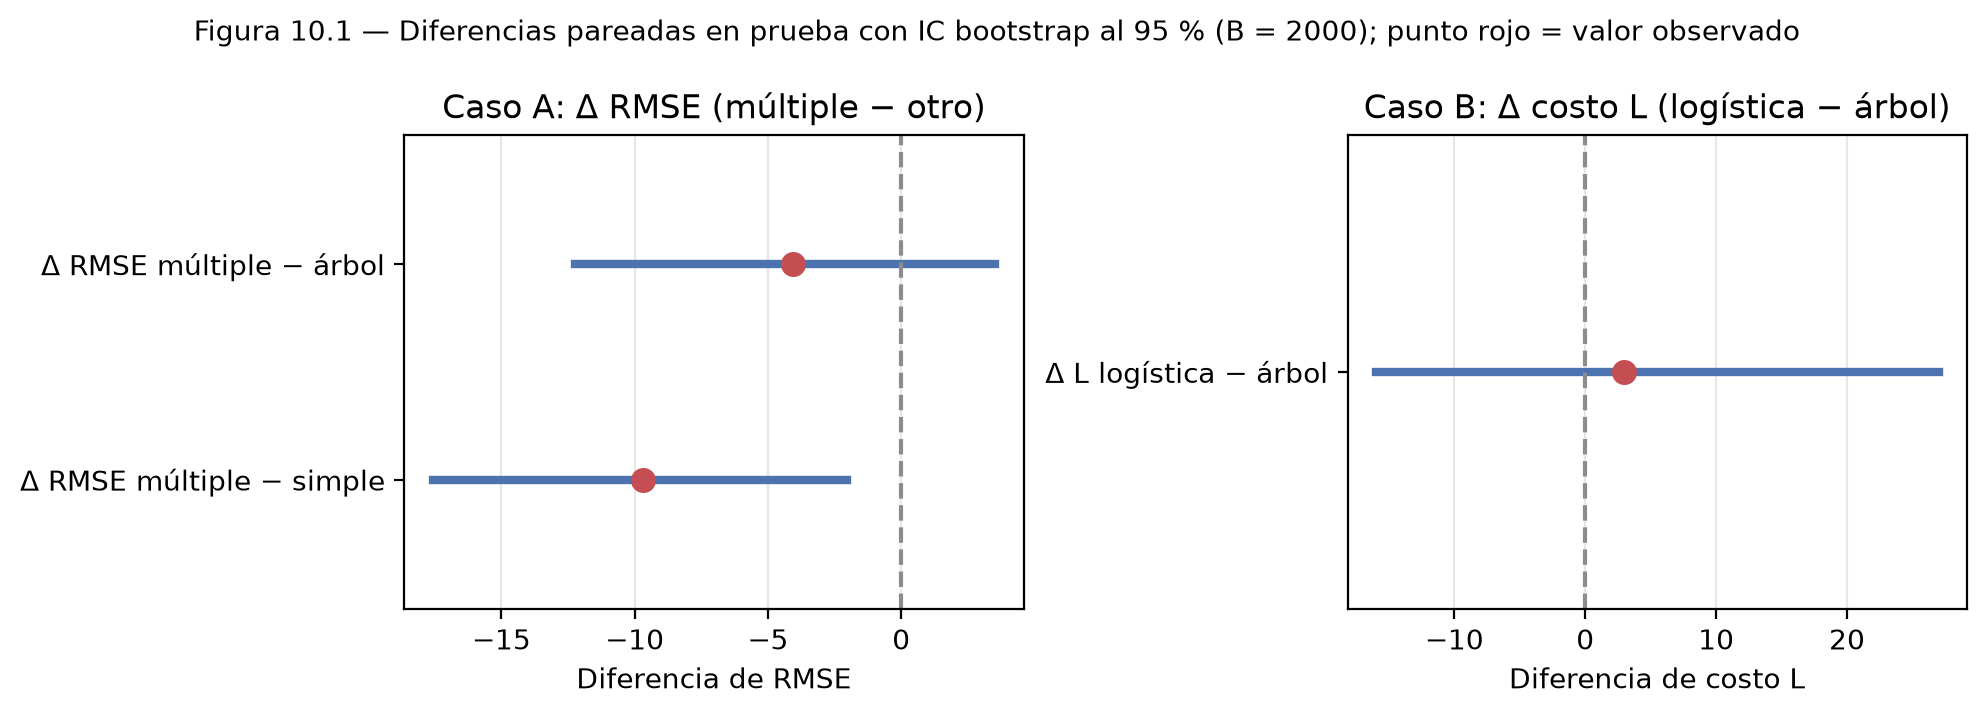 Figura 10.1 — Diferencias pareadas en prueba con IC bootstrap al 95 % (B = 2000); punto rojo = valor observado
Caso A: Δ RMSE (múltiple − otro)
Δ RMSE múltiple − árbol
Δ RMSE múltiple − simple
−15 −10 −5 0
Diferencia de RMSE
Caso B: Δ costo L (logística − árbol)
Δ L logística − árbol
−10 0 10 20
Diferencia de costo L